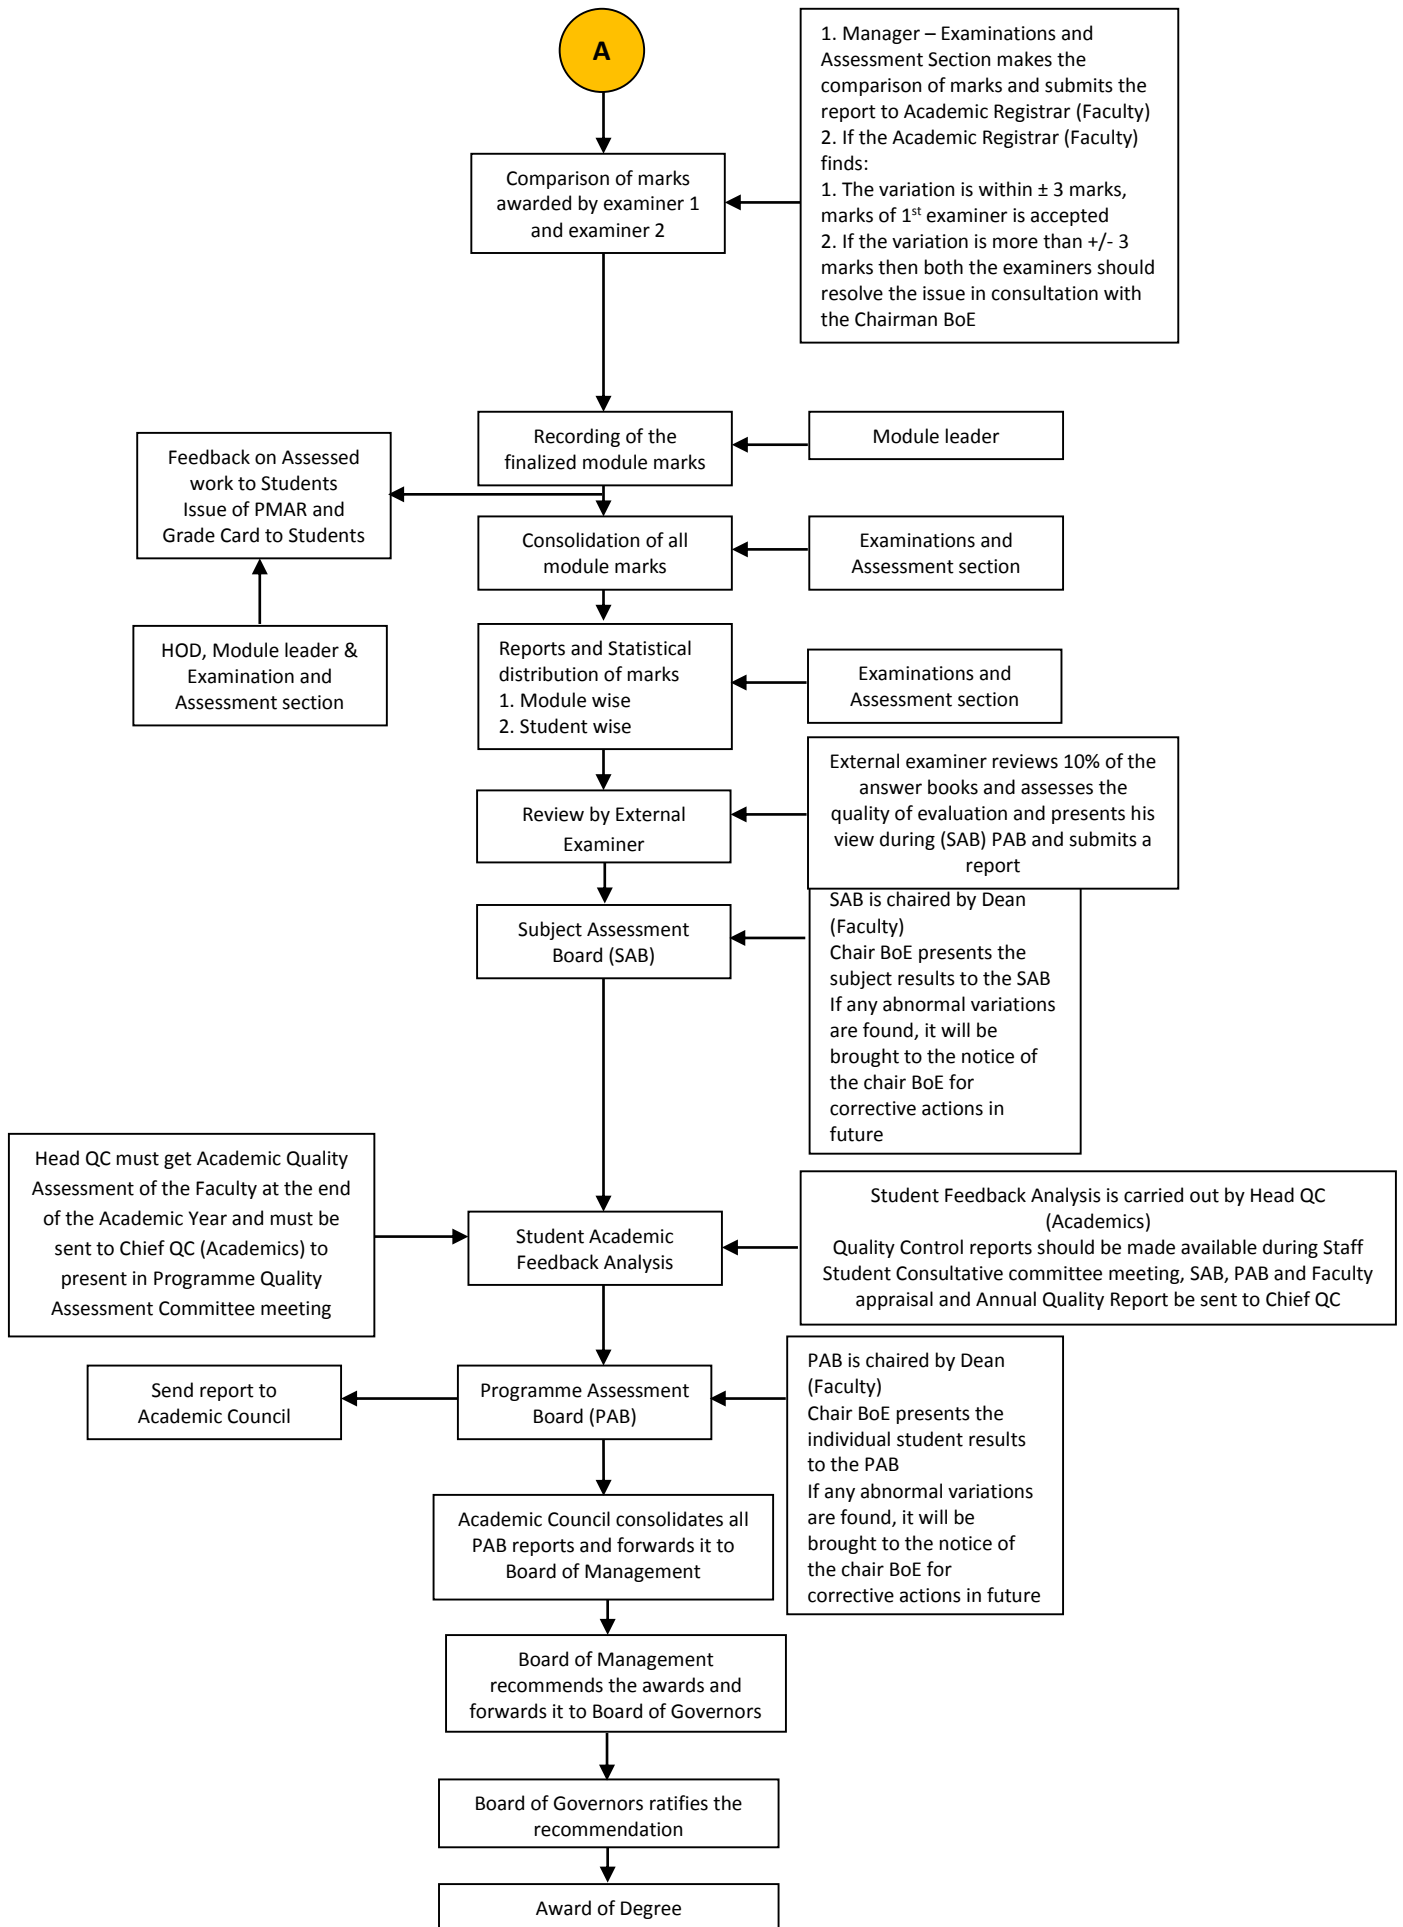 A
1. Manager – Examinations and
Assessment Section makes the
comparison of marks and submits the
report to Academic Registrar (Faculty)
2. If the Academic Registrar (Faculty)
finds:
1. The variation is within ± 3 marks,
marks of 1st examiner is accepted
2. If the variation is more than +/- 3
marks then both the examiners should
resolve the issue in consultation with
the Chairman BoE
Comparison of marks
awarded by examiner 1
and examiner 2
Recording of the
finalized module marks
Module leader
Feedback on Assessed
work to Students
Issue of PMAR and
Grade Card to Students
Consolidation of all
module marks
Examinations and
Assessment section
HOD, Module leader &
Examination and
Assessment section
Reports and Statistical
distribution of marks
1. Module wise
2. Student wise
Examinations and
Assessment section
External examiner reviews 10% of the
answer books and assesses the
quality of evaluation and presents his
view during (SAB) PAB and submits a
report
Review by External
Examiner
SAB is chaired by Dean
(Faculty)
Chair BoE presents the
subject results to the SAB
If any abnormal variations
are found, it will be
brought to the notice of
the chair BoE for
corrective actions in
future
Subject Assessment
Board (SAB)
Head QC must get Academic Quality
Assessment of the Faculty at the end
of the Academic Year and must be
sent to Chief QC (Academics) to
present in Programme Quality
Assessment Committee meeting
Student Academic
Feedback Analysis
Student Feedback Analysis is carried out by Head QC
(Academics)
Quality Control reports should be made available during Staff
Student Consultative committee meeting, SAB, PAB and Faculty
appraisal and Annual Quality Report be sent to Chief QC
Send report to
Academic Council
Programme Assessment
Board (PAB)
PAB is chaired by Dean
(Faculty)
Chair BoE presents the
individual student results
to the PAB
If any abnormal variations
are found, it will be
brought to the notice of
the chair BoE for
corrective actions in future
Academic Council consolidates all
PAB reports and forwards it to
Board of Management
Board of Management
recommends the awards and
forwards it to Board of Governors
Board of Governors ratifies the
recommendation
Award of Degree